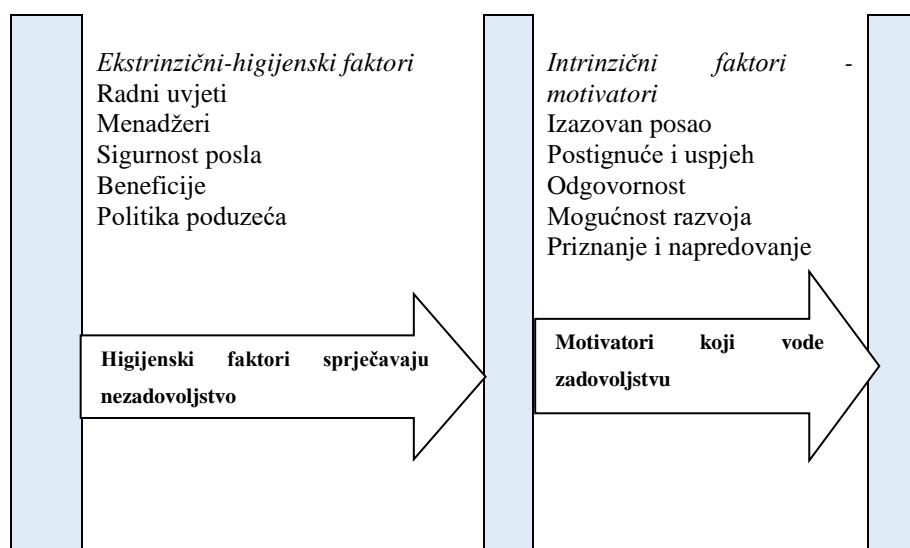 Ekstrinzični-higijenski faktori
Radni uvjeti
Menadžeri
Sigurnost posla
Beneficije
Politika poduzeća
Higijenski faktori sprječavaju
nezadovoljstvo
Intrinzični faktori -
motivatori
Izazovan posao
Postignuće i uspjeh
Odgovornost
Mogućnost razvoja
Priznanje i napredovanje
Motivatori koji vode
zadovoljstvu